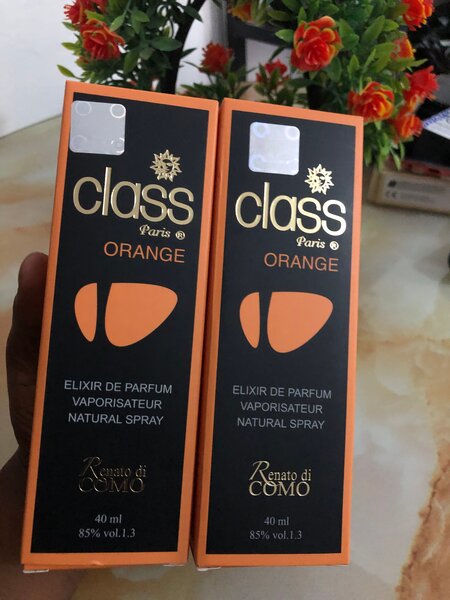 class
Paris ®
ORANGE
ELIXIR DE PARFUM
VAPORISATEUR
NATURAL SPRAY
Renato di
COMO
40 ml
85% vol.1.3
class
Paris ®
ORANGE
ELIXIR DE PARFUM
VAPORISATEUR
NATURAL SPRAY
Renato di
COMO
40 ml
85% vol.1.3